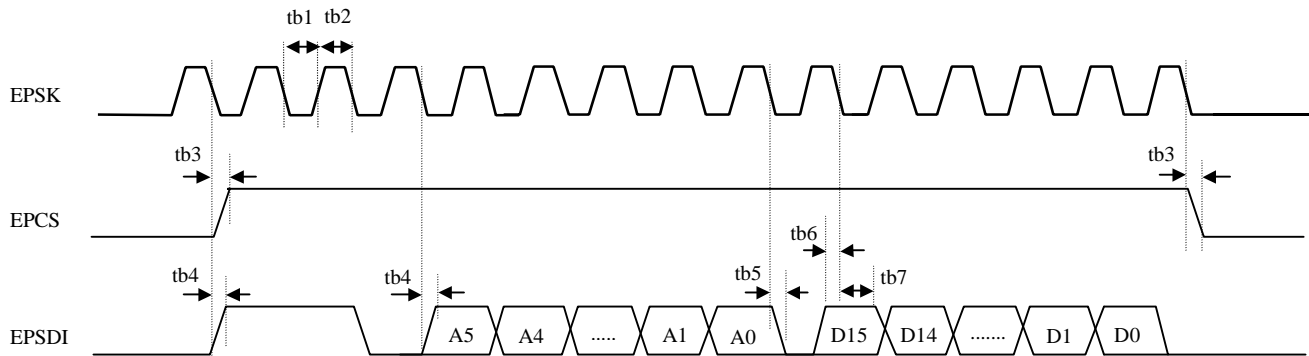 tb1 tb2
EPSK
tb3 tb3
EPCS
tb6
tb4 tb4 tb5 tb7
EPSDI A5 A4 ..... A1 A0 D15 D14 ....... D1 D0